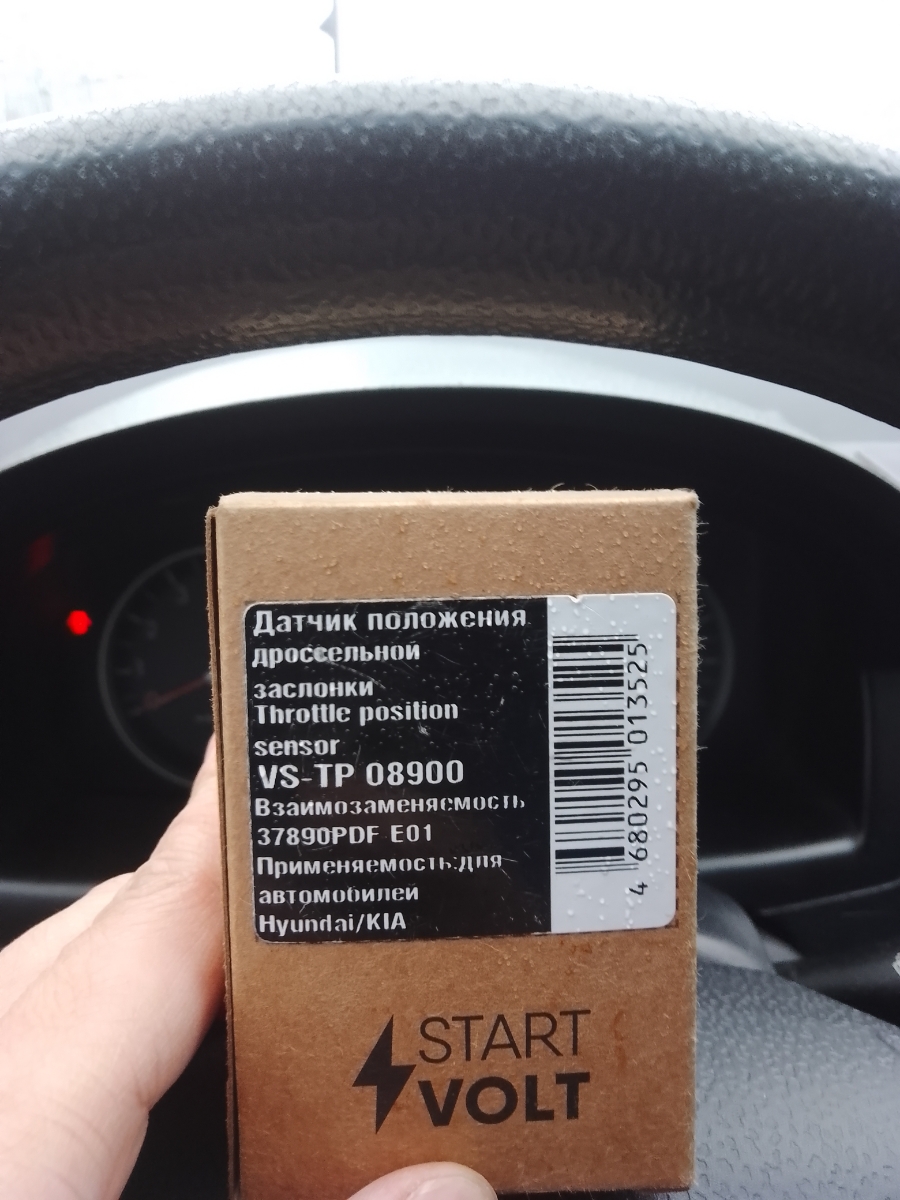 Датчик положения
дроссельной
заслонки
Throttle position
sensor
VS-TP 08900
Взаимозаменяемость
37890PDF E01
Применяемость:для
автомобилей
Hyundai/KIA
4 680295 013525
START
VOLT